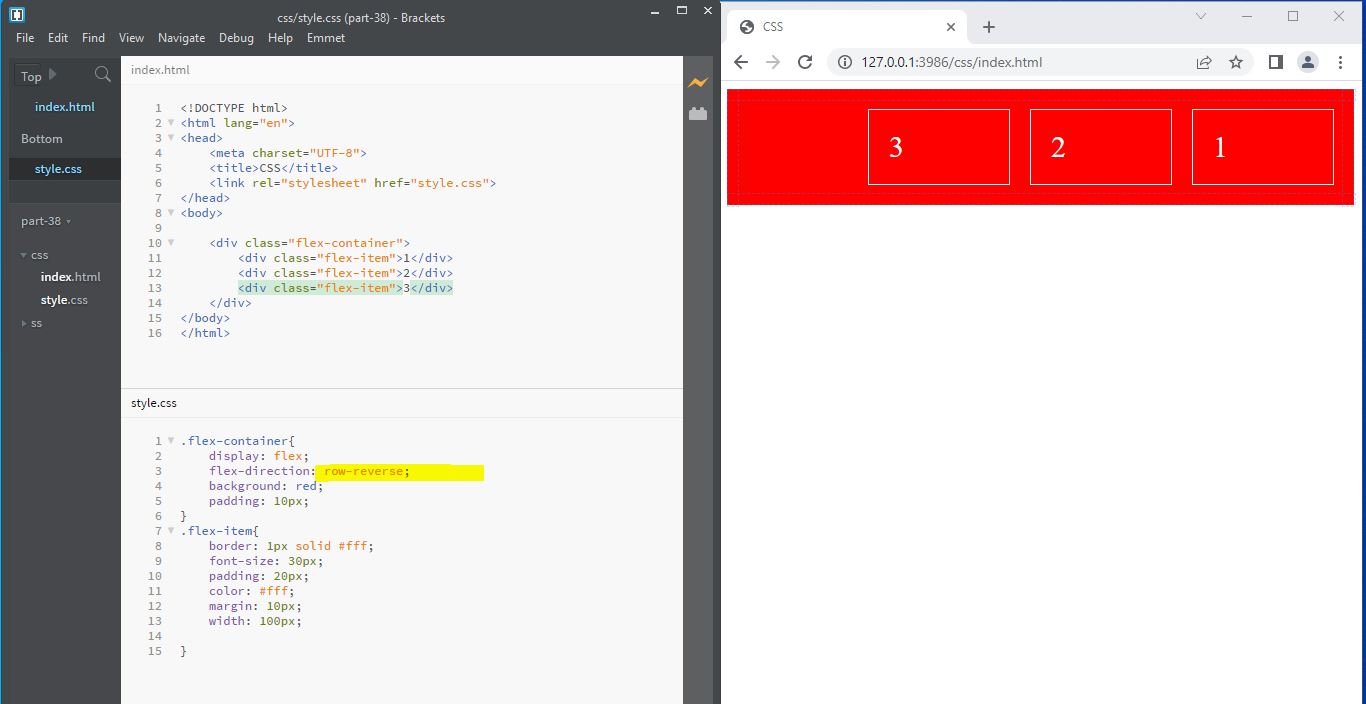 css/style.css (part-38) - Brackets
File Edit Find View Navigate Debug Help Emmet
Top
index.html
Bottom
style.css
part-38
css
index.html
style.css
ss
index.html
1 <!DOCTYPE html>
2 <html lang="en">
3 <head>
4 <meta charset="UTF-8">
5 <title>CSS</title>
6 <link rel="stylesheet" href="style.css">
7 </head>
8 <body>
9
10 <div class="flex-container">
11 <div class="flex-item">1</div>
12 <div class="flex-item">2</div>
13 <div class="flex-item">3</div>
14 </div>
15 </body>
16 </html>
style.css
1 .flex-container{
2 display: flex;
3 flex-direction: row-reverse;
4 background: red;
5 padding: 10px;
6 }
7 .flex-item{
8 border: 1px solid #fff;
9 font-size: 30px;
10 padding: 20px;
11 color: #fff;
12 margin: 10px;
13 width: 100px;
14
15 }
CSS
127.0.0.1:3986/css/index.html
3 2 1